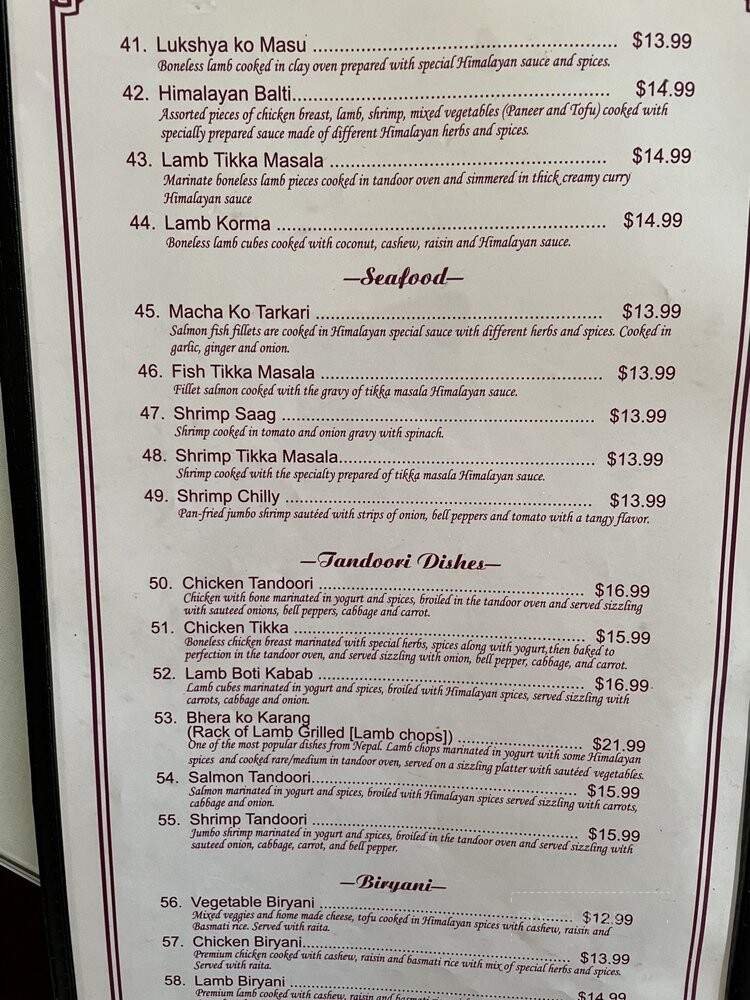 41. Lukshya ko Masu ........ $13.99
Boneless lamb cooked in clay oven prepared with special Himalayan sauce and spices.
42. Himalayan Balti........ $14.99
Assorted pieces of chicken breast, lamb, shrimp, mixed vegetables (Paneer and Tofu) cooked with
specially prepared sauce made of different Himalayan herbs and spices.
43. Lamb Tikka Masala ........ $14.99
Marinate boneless lamb pieces cooked in tandoor oven and simmered in thick creamy curry
Himalayan sauce
44. Lamb Korma ........ $14.99
Boneless lamb cubes cooked with coconut, cashew, raisin and Himalayan sauce.
—Seafood—
45. Macha Ko Tarkari ........ $13.99
Salmon fish fillets are cooked in Himalayan special sauce with different herbs and spices. Cooked in
garlic, ginger and onion.
46. Fish Tikka Masala ........ $13.99
Fillet salmon cooked with the gravy of tikka masala Himalayan sauce.
47. Shrimp Saag ........ $13.99
Shrimp cooked in tomato and onion gravy with spinach.
48. Shrimp Tikka Masala........ $13.99
Shrimp cooked with the specialty prepared of tikka masala Himalayan sauce.
49. Shrimp Chilly ........ $13.99
Pan-fried jumbo shrimp sautéed with strips of onion, bell peppers and tomato with a tangy flavor.
—Tandoori Dishes—
50. Chicken Tandoori ........ $16.99
Chicken with bone marinated in yogurt and spices, broiled in the tandoor oven and served sizzling
with sauteed onions, bell peppers, cabbage and carrot.
51. Chicken Tikka ........ $15.99
Boneless chicken breast marinated with special herbs, spices along with yogurt, then baked to
perfection in the tandoor oven, and served sizzling with onion, bell pepper, cabbage, and carrot.
52. Lamb Boti Kabab ........ $16.99
Lamb cubes marinated in yogurt and spices, broiled with Himalayan spices, served sizzling with
carrots, cabbage and onion.
53. Bhera ko Karang
(Rack of Lamb Grilled [Lamb chops]) ........ $21.99
One of the most popular dishes from Nepal. Lamb chops marinated in yogurt with some Himalayan
spices and cooked rare/medium in tandoor oven, served on a sizzling platter with sautéed vegetables.
54. Salmon Tandoori........ $15.99
Salmon marinated in yogurt and spices, broiled with Himalayan spices served sizzling with carrots,
cabbage and onion.
55. Shrimp Tandoori ........ $15.99
Jumbo shrimp marinated in yogurt and spices, broiled in the tandoor oven and served sizzling with
sauteed onion, cabbage, carrot, and bell pepper.
—Biryani—
56. Vegetable Biryani ........ $12.99
Mixed veggies and home made cheese, tofu cooked in Himalayan spices with cashew, raisin and
Basmati rice. Served with raita.
57. Chicken Biryani........ $13.99
Premium chicken cooked with cashew, raisin and basmati rice with mix of special herbs and spices.
Served with raita.
58. Lamb Biryani ........ $14.99
Premium lamb cooked with cashew, raisin and basmati